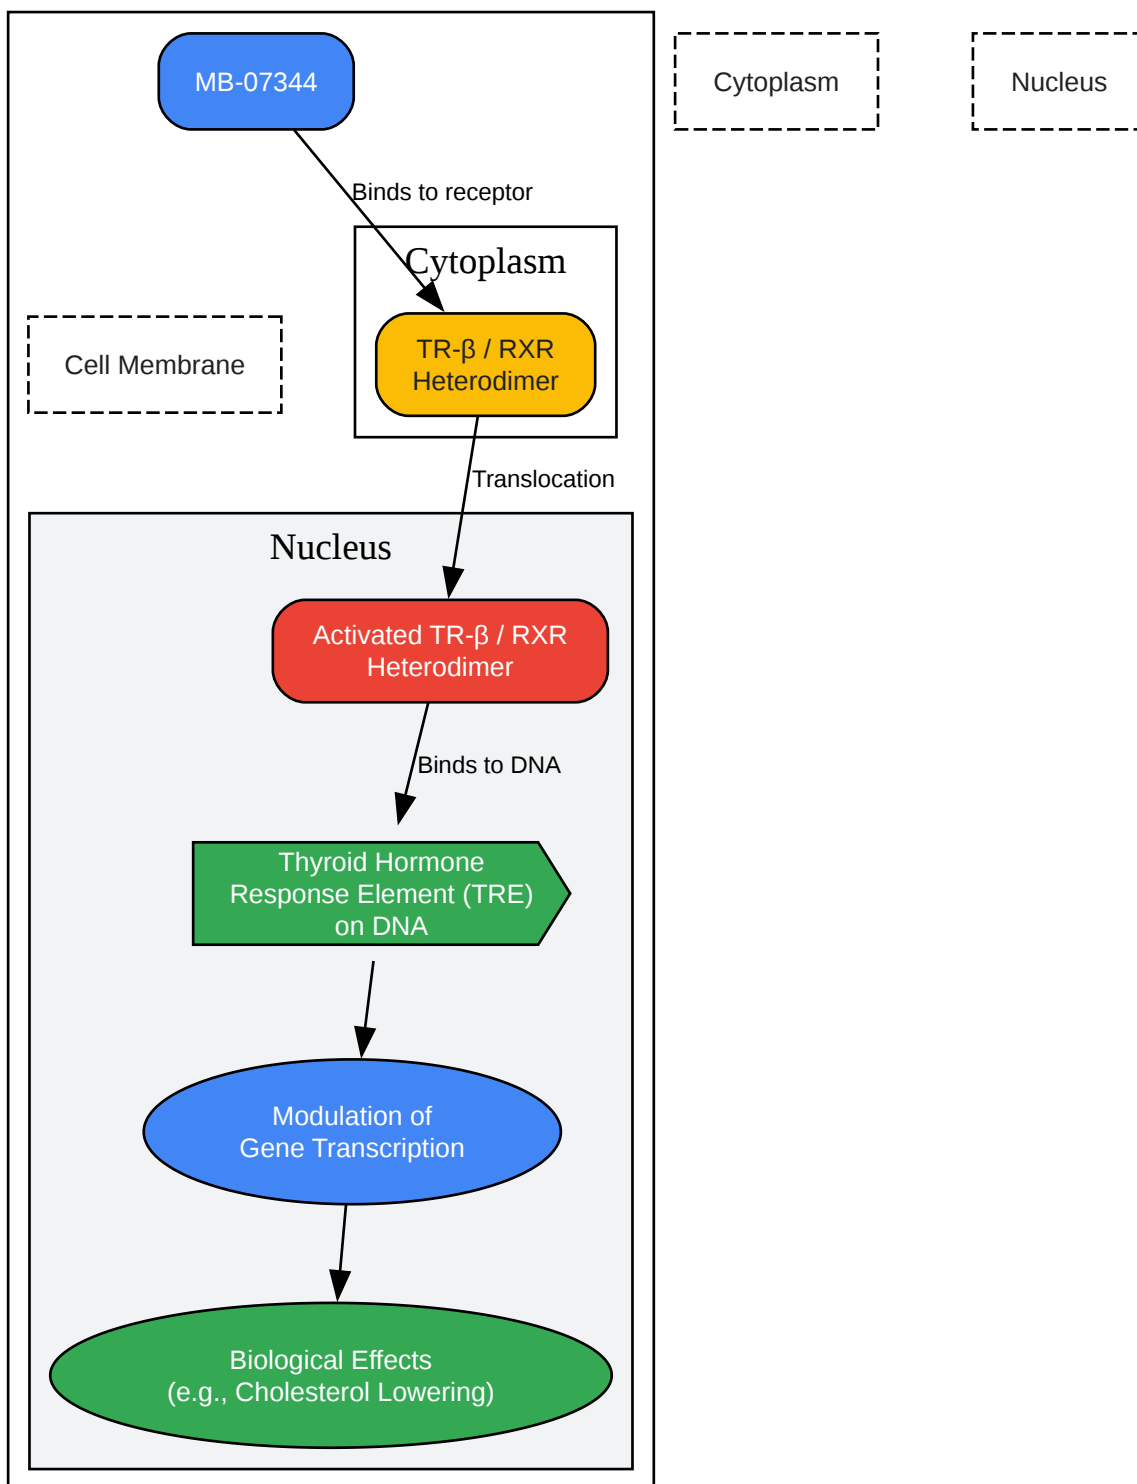 MB-07344
Cytoplasm
Nucleus
Binds to receptor
Cytoplasm
TR-β / RXR
Heterodimer
Cell Membrane
Translocation
Nucleus
Activated TR-β / RXR
Heterodimer
Binds to DNA
Thyroid Hormone
Response Element (TRE)
on DNA
Modulation of
Gene Transcription
Biological Effects
(e.g., Cholesterol Lowering)